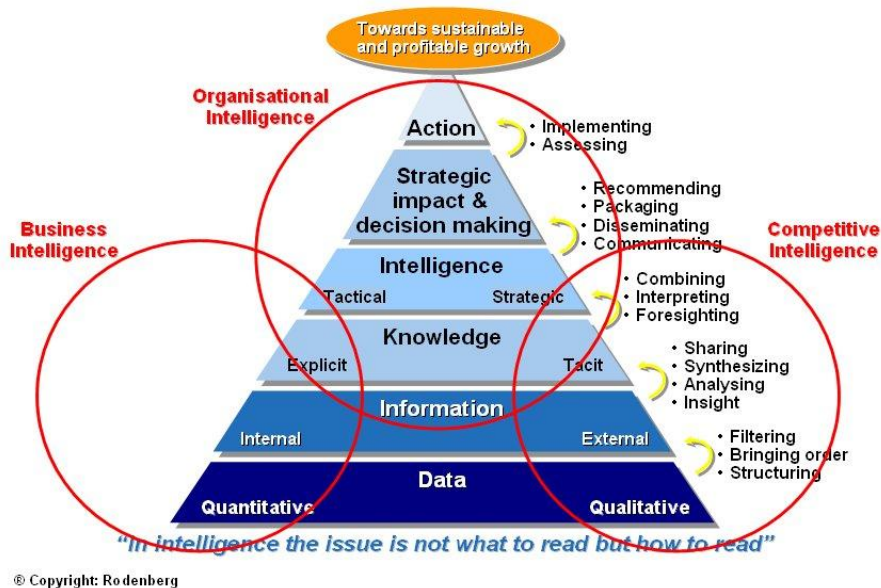 Towards sustainable
and profitable growth
Organisational
Intelligence
Action
• Implementing
• Assessing
Strategic
impact &
decision making
• Recommending
• Packaging
• Disseminating
• Communicating
Business
Intelligence
Competitive
Intelligence
Intelligence
Tactical
Strategic
• Combining
• Interpreting
• Foresighting
Knowledge
Explicit
Tacit
• Sharing
• Synthesizing
• Analysing
• Insight
Information
Internal
External
• Filtering
• Bringing order
• Structuring
Data
Quantitative
Qualitative
“In intelligence the issue is not what to read but how to read”
® Copyright: Rodenberg